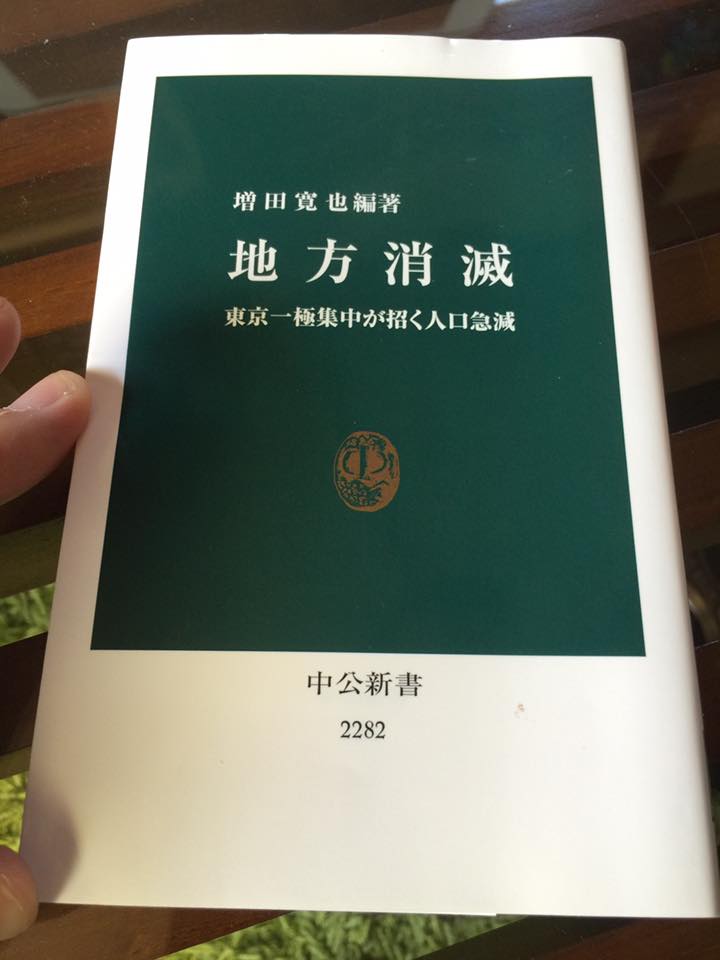 増田寛也編著
地方消滅
東京一極集中が招く人口急減
中公新書
2282